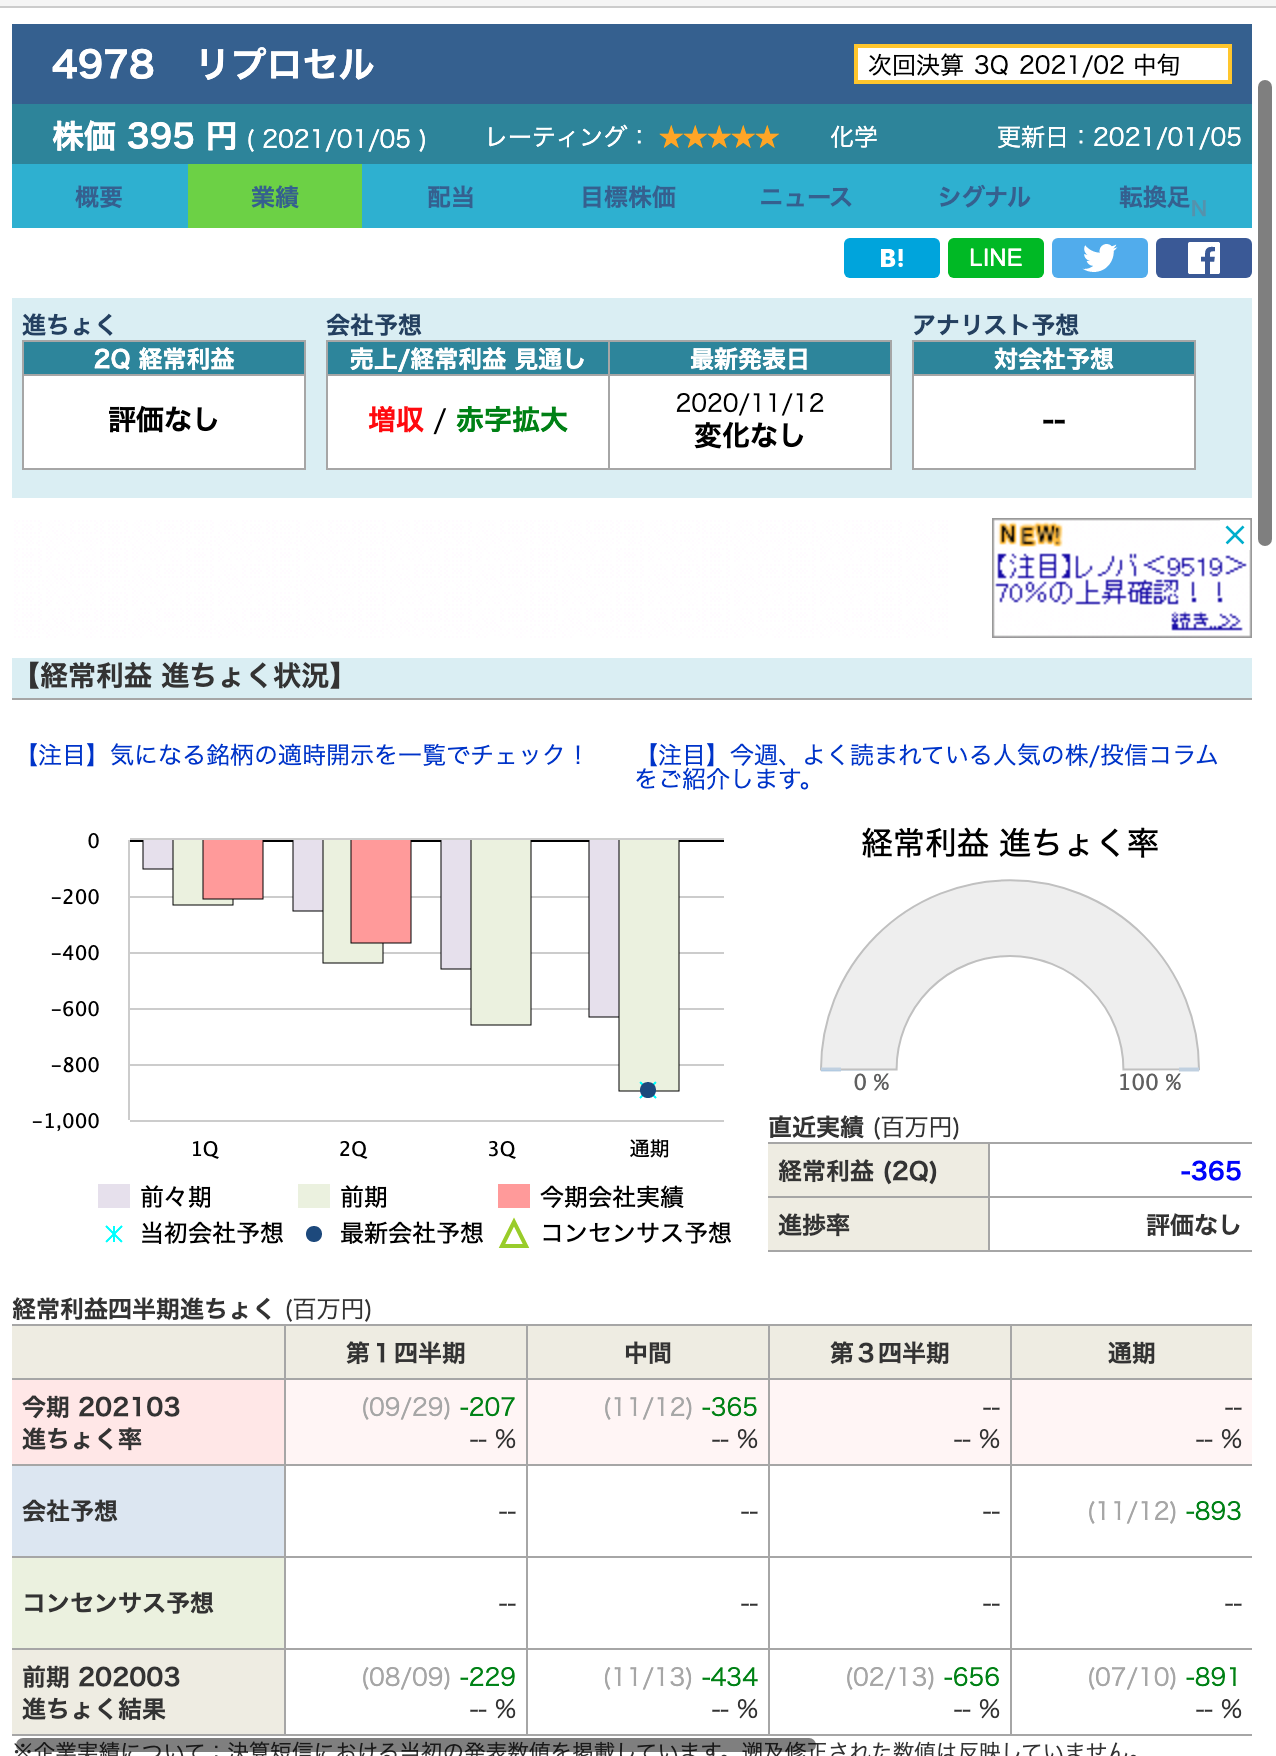 4978 リプロセル
次回決算 3Q 2021/02 中旬
株価 395 円 ( 2021/01/05 ) レーティング： ★★★★★ 化学 更新日：2021/01/05
概要 業績 配当 目標株価 ニュース シグナル 転換足
N
B! LINE
進ちょく 会社予想 アナリスト予想
2Q 経常利益 売上/経常利益 見通し 最新発表日 対会社予想
評価なし 増収 / 赤字拡大 2020/11/12 --
変化なし
NEW!
【注目】レノバ<9519>
70%の上昇確認！！
続き..>>
【経常利益 進ちょく状況】
【注目】気になる銘柄の適時開示を一覧でチェック！
【注目】今週、よく読まれている人気の株/投信コラム
をご紹介します。
経常利益 進ちょく率
0
-200
-400
-600
-800
-1,000
1Q 2Q 3Q 通期
0 % 100 %
前々期 前期 今期会社実績
当初会社予想 最新会社予想 コンセンサス予想
直近実績 (百万円)
経常利益 (2Q) -365
進捗率 評価なし
経常利益四半期進ちょく (百万円)
第１四半期 中間 第３四半期 通期
今期 202103 (09/29) -207 (11/12) -365 -- --
進ちょく率 -- % -- % -- % -- %
会社予想 -- -- -- (11/12) -893
コンセンサス予想 -- -- -- --
前期 202003 (08/09) -229 (11/13) -434 (02/13) -656 (07/10) -891
進ちょく結果 -- % -- % -- % -- %
※企業実績について：決算短信における当初の発表数値を掲載しています。遡及修正された数値は反映していません。